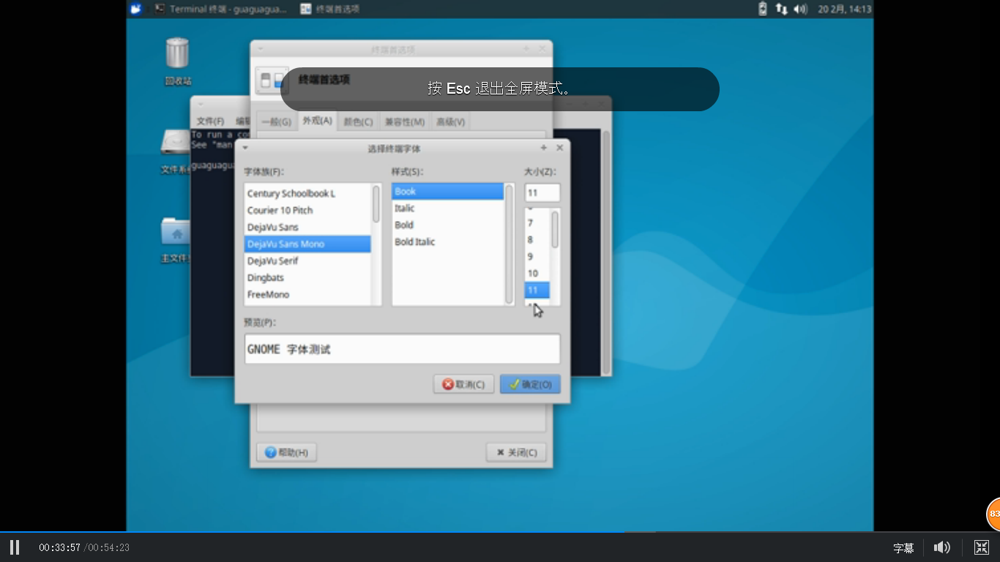 Terminal 终端 - guaguagua...
终端首选项
20 2月, 14:13
回收站
终端首选项
终端首选项
按 Esc 退出全屏模式。
文件(F)
一般(G)
外观(A)
颜色(C)
兼容性(M)
高级(V)
To run a
See "man
guaguagu
文件系
主文件
选择终端字体
字体族(F):
样式(S):
大小(Z):
Century Schoolbook L
Courier 10 Pitch
DejaVu Sans
DejaVu Sans Mono
DejaVu Serif
Dingbats
FreeMono
Book
Italic
Bold
Bold Italic
11
7
8
9
10
11
预览(P):
GNOME 字体测试
取消(C)
确定(O)
帮助(H)
关闭(C)
83
00:33:57/00:54:23
字幕